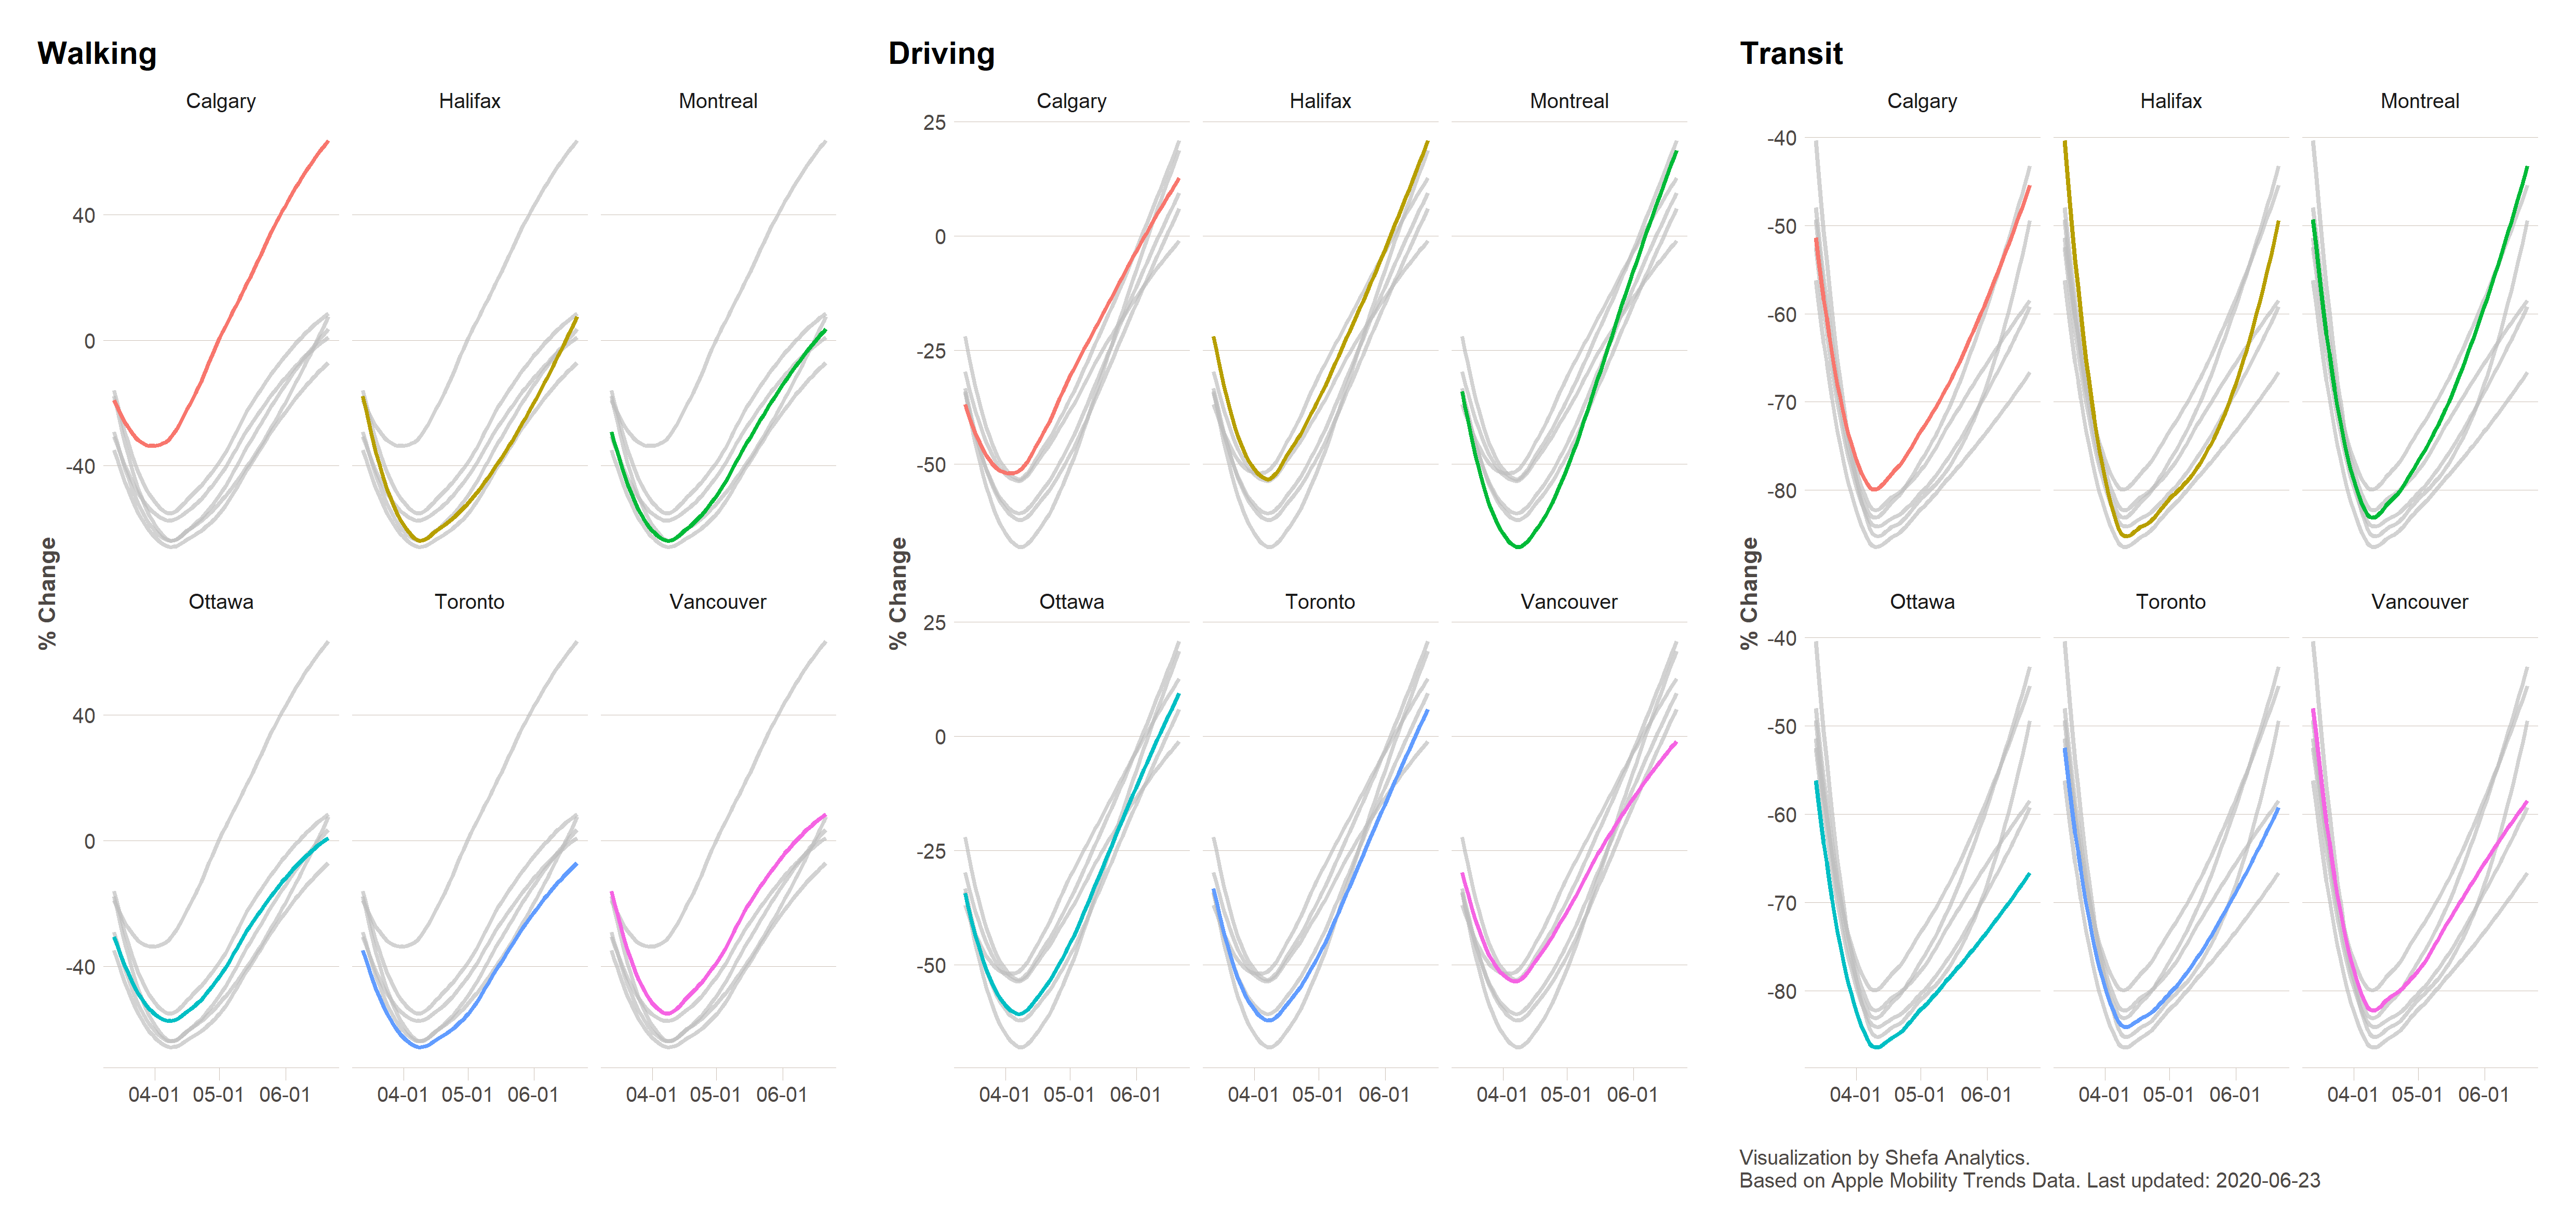 Walking
Driving
Transit
Calgary Halifax Montreal
Calgary Halifax Montreal
Calgary Halifax Montreal
% Change
40
0
-40
% Change
25
0
-25
-50
% Change
-40
-50
-60
-70
-80
Ottawa Toronto Vancouver
Ottawa Toronto Vancouver
Ottawa Toronto Vancouver
40
0
-40
25
0
-25
-50
-40
-50
-60
-70
-80
04-01 05-01 06-01 04-01 05-01 06-01 04-01 05-01 06-01
04-01 05-01 06-01 04-01 05-01 06-01 04-01 05-01 06-01
04-01 05-01 06-01 04-01 05-01 06-01 04-01 05-01 06-01
Visualization by Shefa Analytics.
Based on Apple Mobility Trends Data. Last updated: 2020-06-23